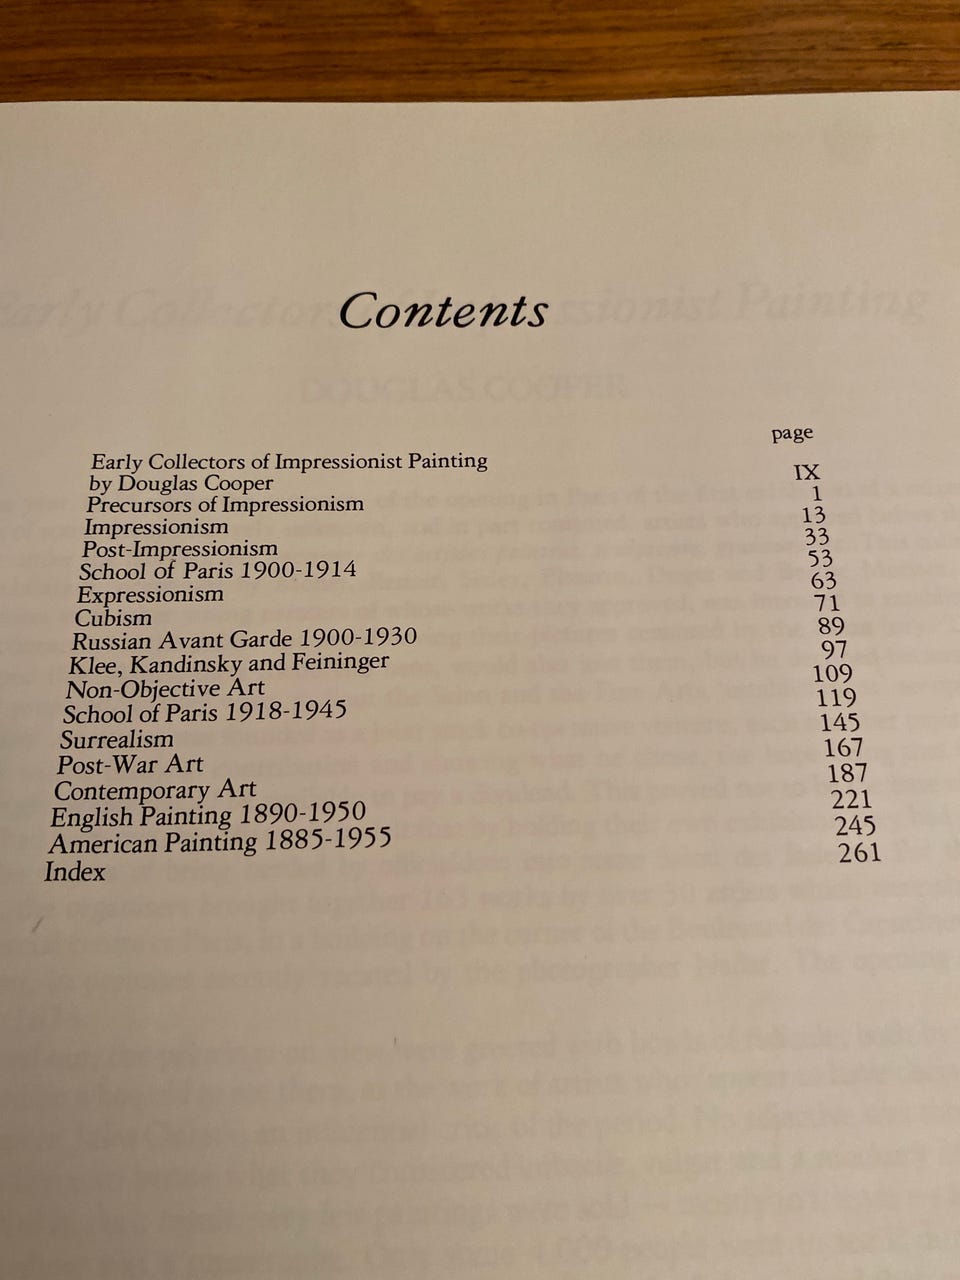 Contents
page
Early Collectors of Impressionist Painting
by Douglas Cooper IX
Precursors of Impressionism 1
Impressionism 13
Post-Impressionism 33
School of Paris 1900-1914 53
Expressionism 63
Cubism 71
Russian Avant Garde 1900-1930 89
Klee, Kandinsky and Feininger 97
Non-Objective Art 109
School of Paris 1918-1945 119
Surrealism 145
Post-War Art 167
Contemporary Art 187
English Painting 1890-1950 221
American Painting 1885-1955 245
Index 261